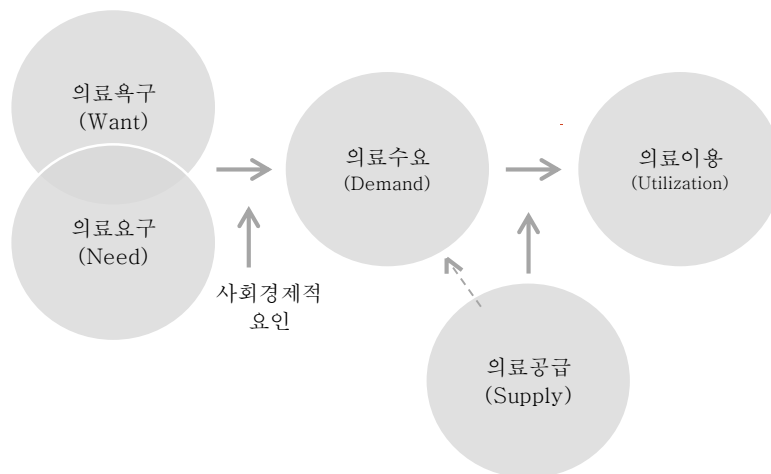 의료욕구
(Want)
의료요구
(Need)
사회경제적
요인
의료수요
(Demand)
의료공급
(Supply)
의료이용
(Utilization)